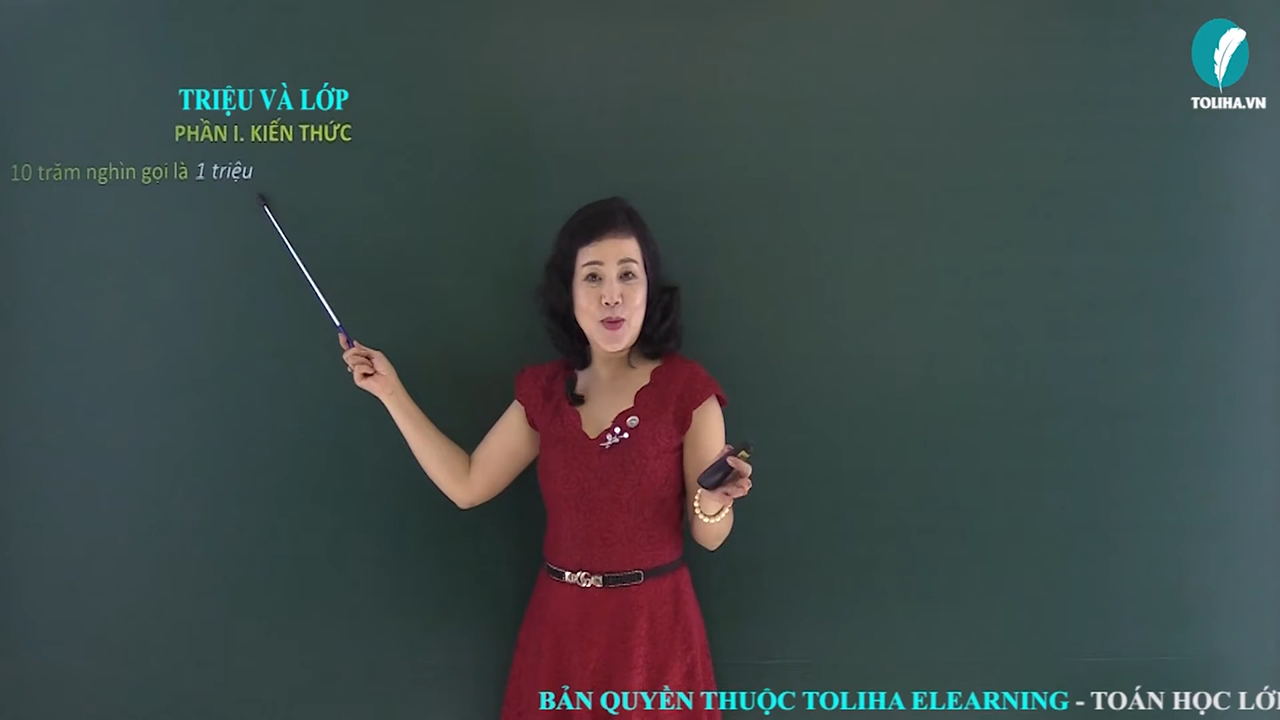 TRIỆU VÀ LỚP
PHẦN I. KIẾN THỨC
10 trăm nghìn gọi là 1 triệu
TOLIHA.VN
BẢN QUYỀN THUỘC TOLIHA ELEARNING - TOÁN HỌC LỚ